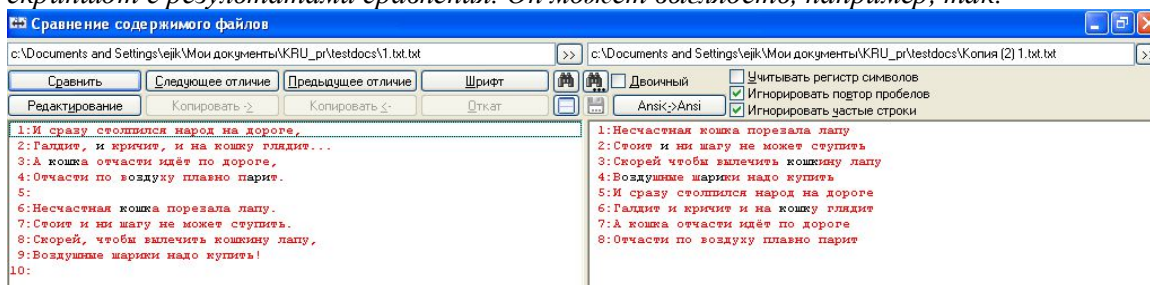 скриншот с результатами сравнения. Он может выглядеть, например, так:
Сравнение содержимого файлов
c:\Documents and Settings\ejik\Мои документы\KRU_pr\testdocs\1.txt.txt >> c:\Documents and Settings\ejik\Мои документы\KRU_pr\testdocs\Копия (2) 1.txt.txt
Сравнить Следующее отличие Предыдущее отличие Шрифт Двоичный Учитывать регистр символов
Игнорировать повтор пробелов
Редактирование Копировать -> Копировать <- Откат Ansi<->Ansi Игнорировать частые строки
1:И сразу столпился народ на дороге,
2:Галдит, и кричит, и на кошку глядит...
3:А кошка отчасти идёт по дороге,
4:Отчасти по воздуху плавно парит.
5:
6:Несчастная кошка порезала лапу.
7:Стоит и ни шагу не может ступить.
8:Скорей, чтобы вылечить кошкину лапу,
9:Воздушные шарики надо купить!
10:
1:Несчастная кошка порезала лапу
2:Стоит и ни шагу не может ступить
3:Скорей чтобы вылечить кошкину лапу
4:Воздушные шарики надо купить
5:И сразу столпился народ на дороге
6:Галдит и кричит и на кошку глядит
7:А кошка отчасти идёт по дороге
8:Отчасти по воздуху плавно парит